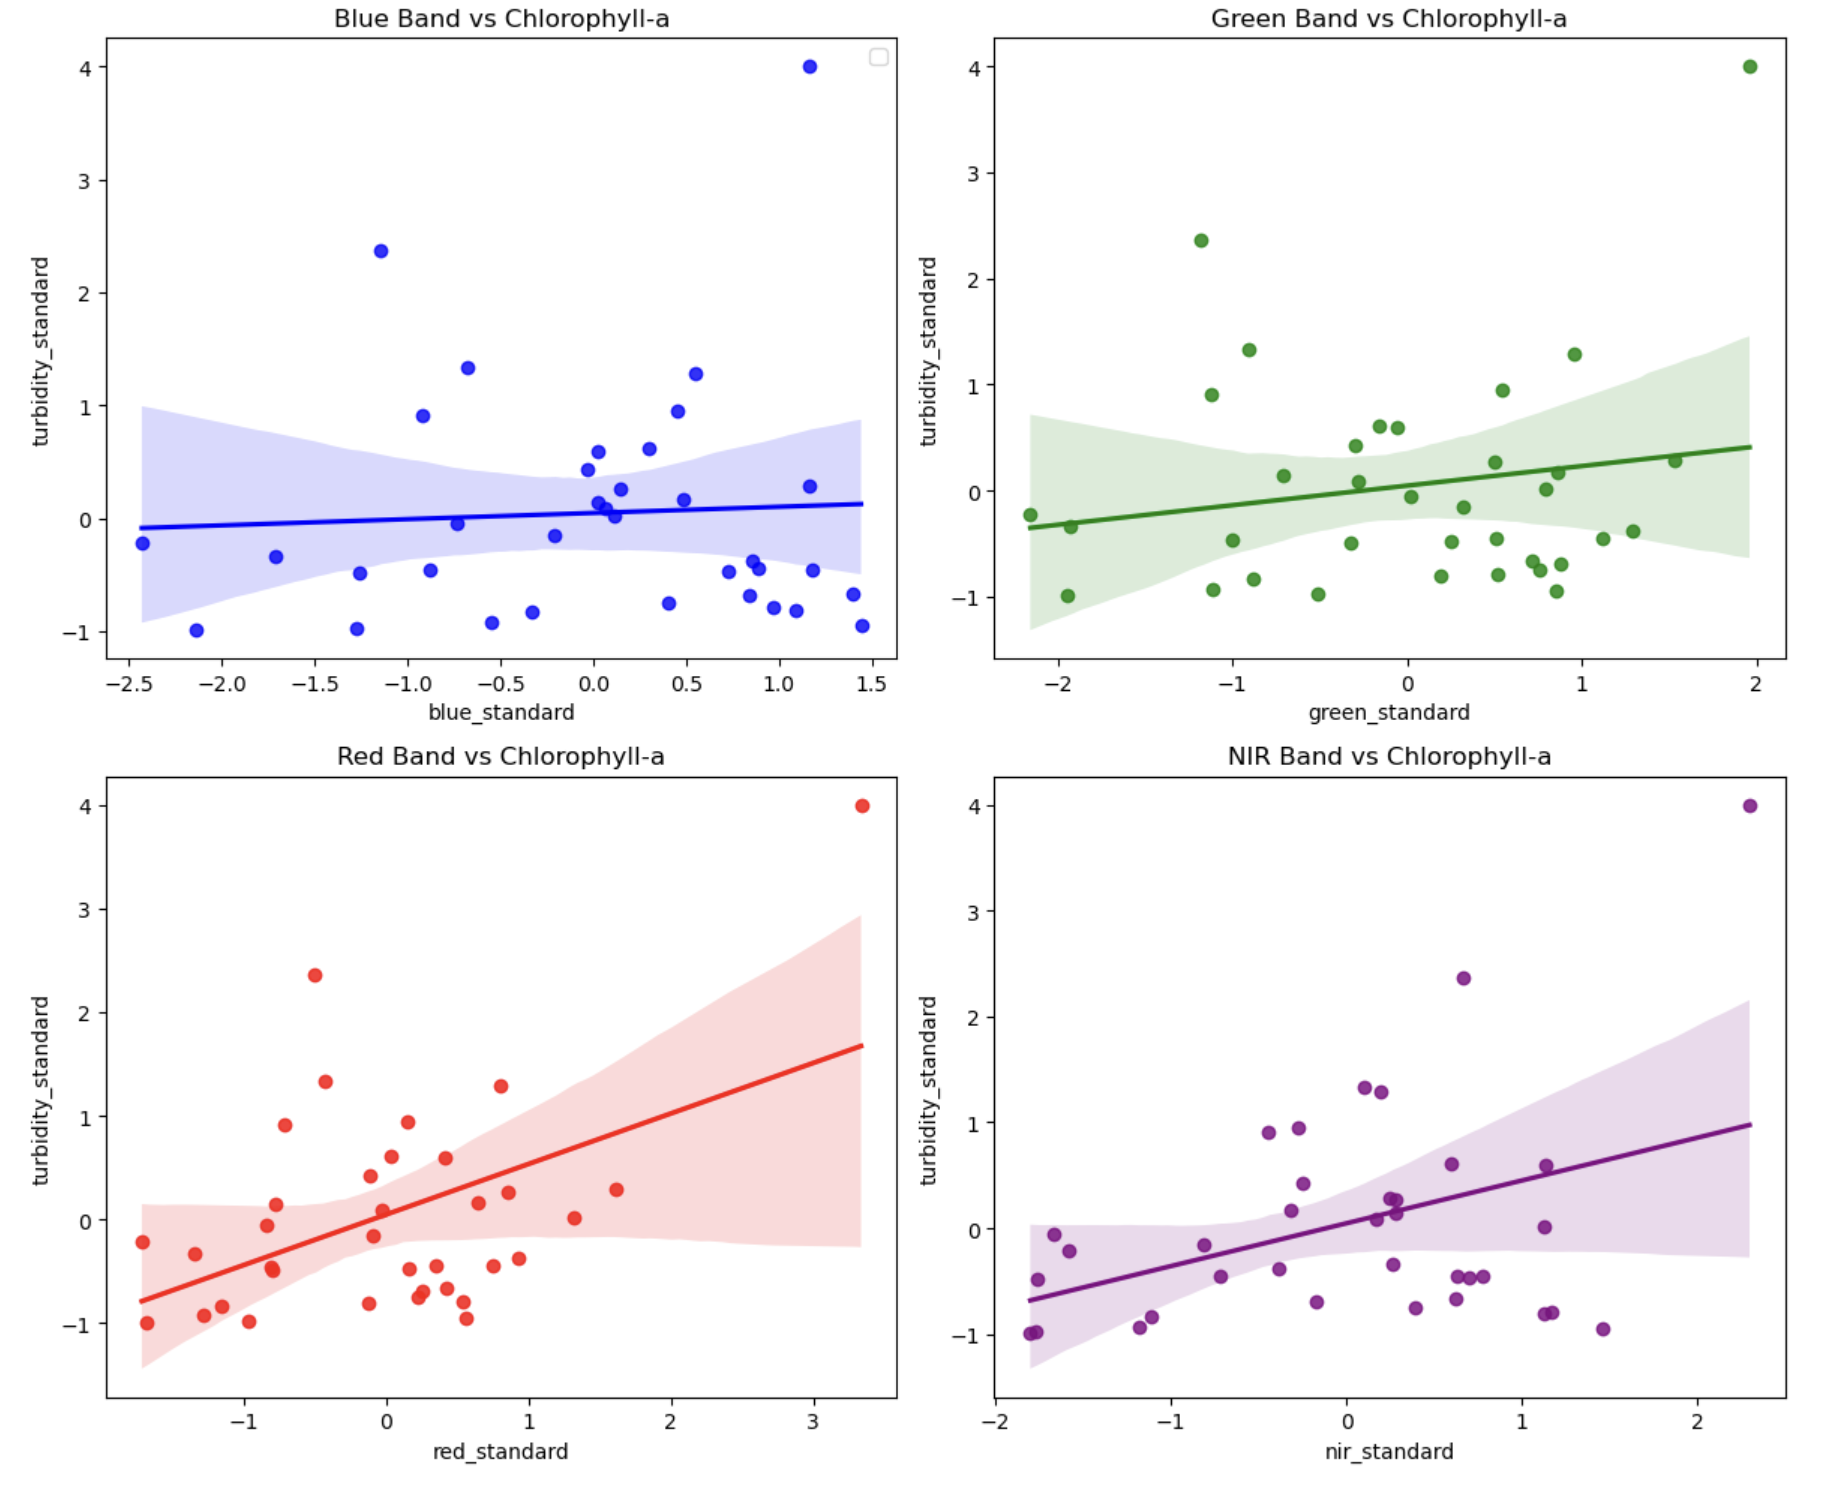 Blue Band vs Chlorophyll-a
4
3
2
1
0
−1
turbidity_standard
−2.5 −2.0 −1.5 −1.0 −0.5 0.0 0.5 1.0 1.5
blue_standard
Green Band vs Chlorophyll-a
4
3
2
1
0
−1
turbidity_standard
−2 −1 0 1 2
green_standard
Red Band vs Chlorophyll-a
4
3
2
1
0
−1
turbidity_standard
−1 0 1 2 3
red_standard
NIR Band vs Chlorophyll-a
4
3
2
1
0
−1
turbidity_standard
−2 −1 0 1 2
nir_standard